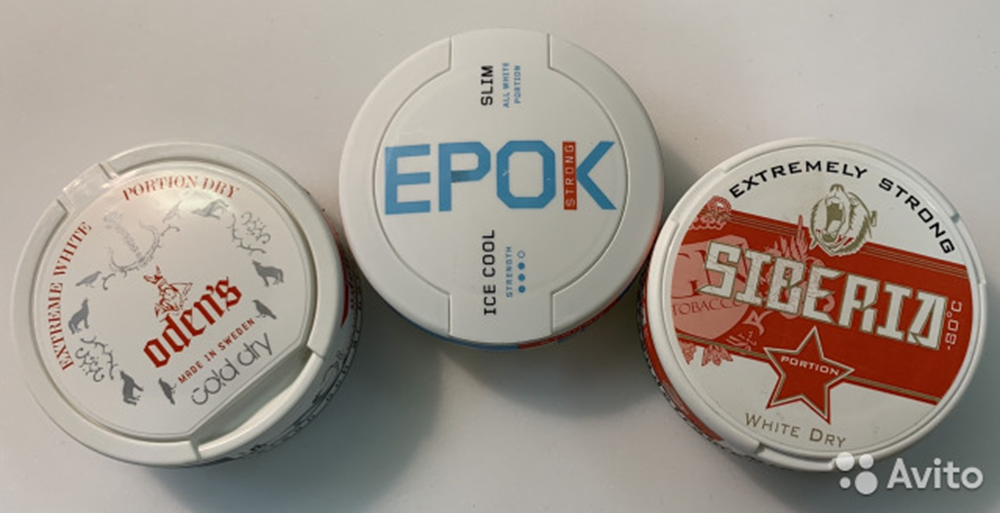 EXTREME WHITE PORTION DRY
oden's
MADE IN SWEDEN
cold dry
SLIM
ALL WHITE
PORTION
EPOK
STRONG
ICE COOL
STRENGTH
EXTREMELY STRONG
SIBERIA
-80°C
TOBACCO
PORTION
WHITE DRY
Avito